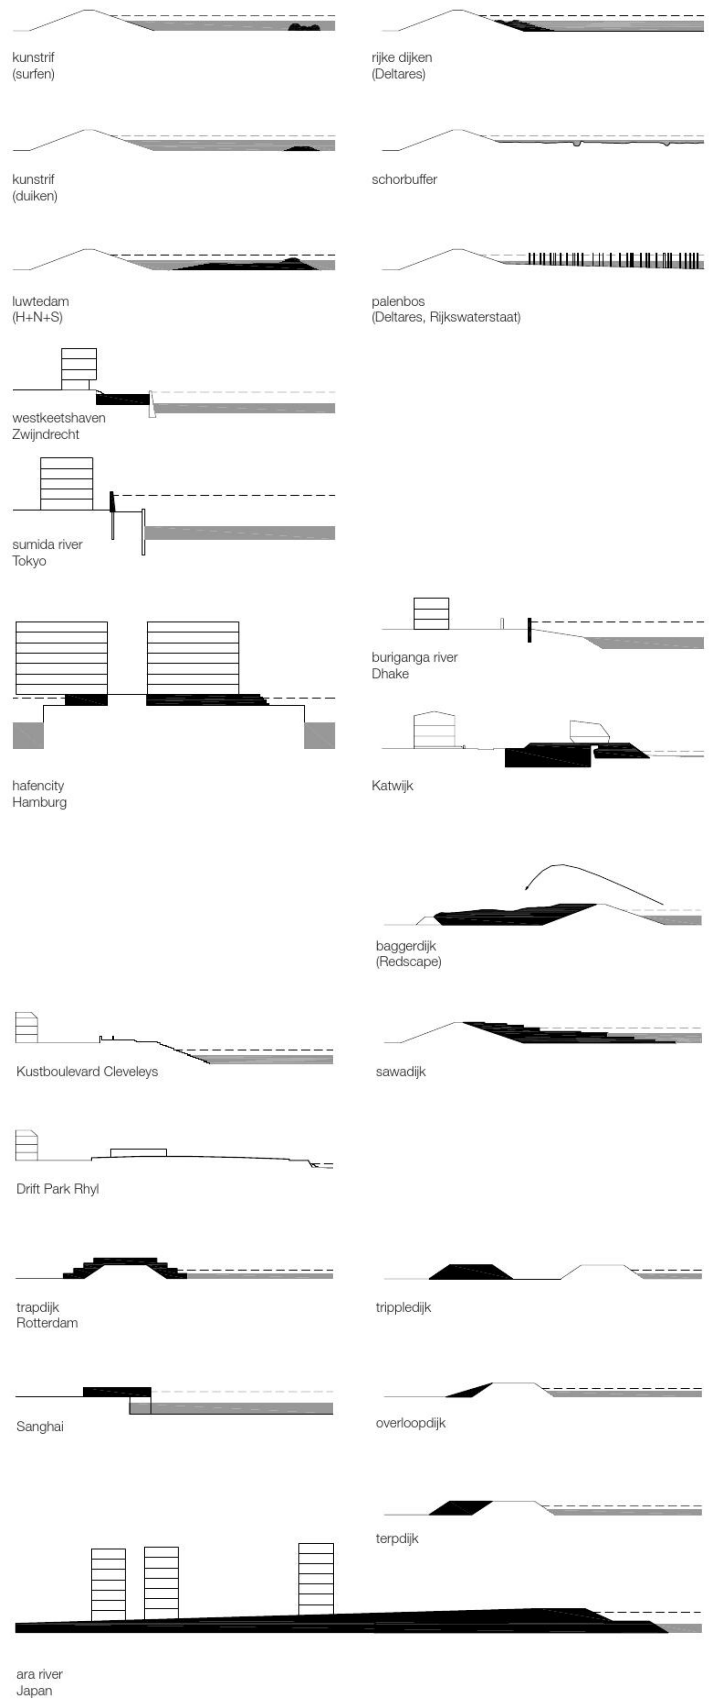 kunstrif
(surfen)
rijke dijken
(Deltares)
kunstrif
(duiken)
schorbuffer
luwtedam
(H+N+S)
palenbos
(Deltares, Rijkswaterstaat)
westkeetshaven
Zwijndrecht
sumida river
Tokyo
buriganga river
Dhake
hafencity
Hamburg
Katwijk
baggerdijk
(Redscape)
Kustboulevard Cleveleys
sawadijk
Drift Park Rhyl
trapdijk
Rotterdam
trippledijk
Sanghai
overloopdijk
terpdijk
ara river
Japan